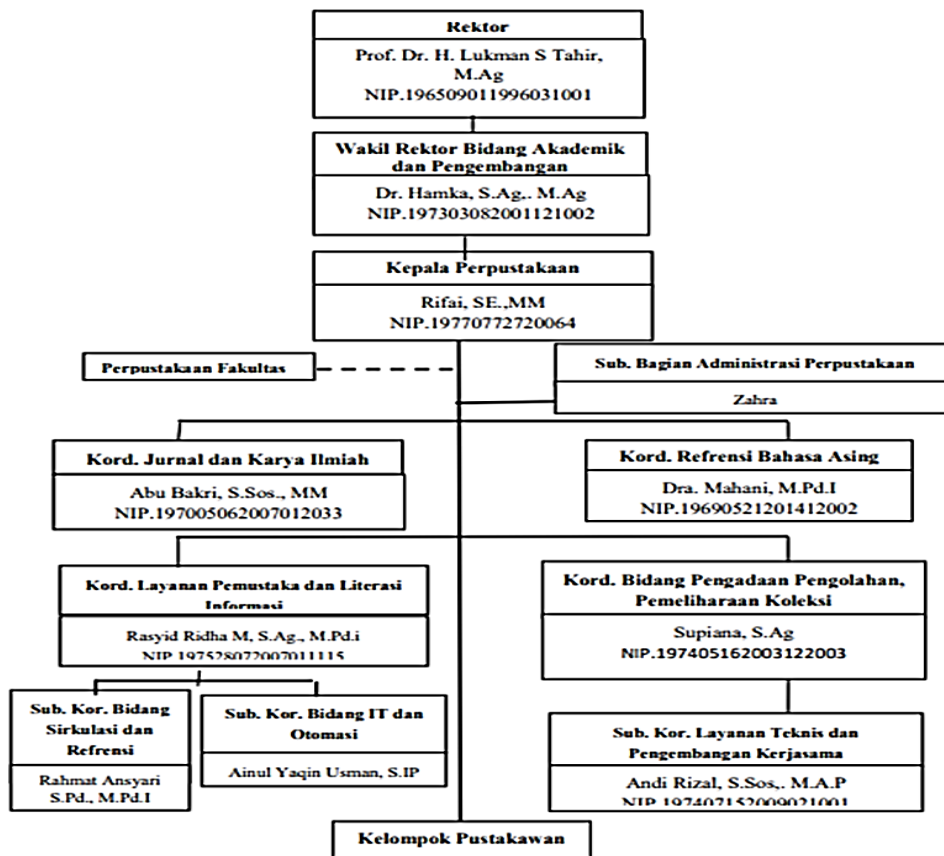 Rektor
Prof. Dr. H. Lukman S Tahir,
M.Ag
NIP.196509011996031001
Wakil Rektor Bidang Akademik
dan Pengembangan
Dr. Hamka, S.Ag,. M.Ag
NIP.197303082001121002
Kepala Perpustakaan
Rifai, SE.,MM
NIP.19770772720064
Perpustakaan Fakultas
Sub. Bagian Administrasi Perpustakaan
Zahra
Kord. Jurnal dan Karya Ilmiah
Abu Bakri, S.Sos., MM
NIP.197005062007012033
Kord. Refrensi Bahasa Asing
Dra. Mahani, M.Pd.I
NIP.19690521201412002
Kord. Layanan Pemustaka dan Literasi
Informasi
Rasyid Ridha M, S.Ag., M.Pd.i
NIP.197528072007011115
Kord. Bidang Pengadaan Pengolahan,
Pemeliharaan Koleksi
Supiana, S.Ag
NIP.197405162003122003
Sub. Kor. Bidang
Sirkulasi dan
Refrensi
Rahmat Ansyari
S.Pd., M.Pd.I
Sub. Kor. Bidang IT dan
Otomasi
Ainul Yaqin Usman, S.IP
Sub. Kor. Layanan Teknis dan
Pengembangan Kerjasama
Andi Rizal, S.Sos,. M.A.P
NIP.197407152009021001
Kelompok Pustakawan